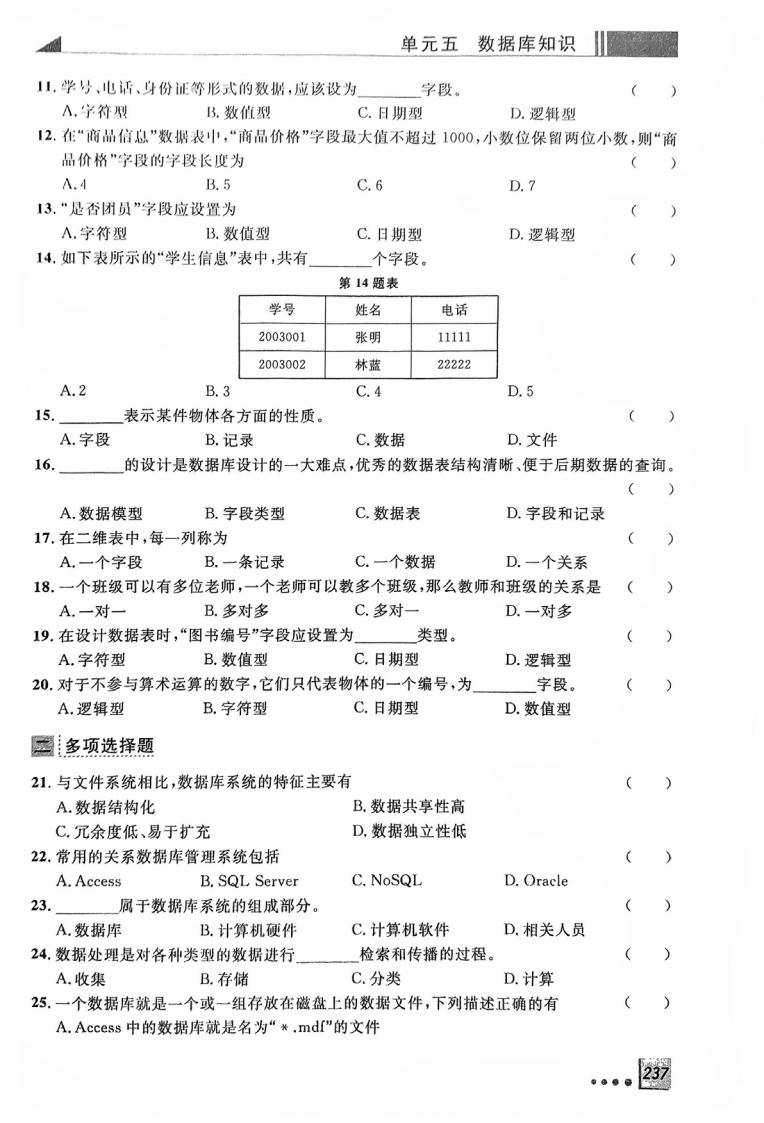 单元五 数据库知识
11. 学号、电话、身份证等形式的数据,应该设为________字段。 ( )
A. 字符型 B. 数值型 C. 日期型 D. 逻辑型
12. 在“商品信息”数据表中,“商品价格”字段最大值不超过 1000,小数位保留两位小数,则“商
品价格”字段的字段长度为 ( )
A. 4 B. 5 C. 6 D. 7
13. “是否团员”字段应设置为 ( )
A. 字符型 B. 数值型 C. 日期型 D. 逻辑型
14. 如下表所示的“学生信息”表中,共有________个字段。 ( )
第 14 题表
学号 姓名 电话
2003001 张明 11111
2003002 林蓝 22222
A. 2 B. 3 C. 4 D. 5
15. ________表示某件物体各方面的性质。 ( )
A. 字段 B. 记录 C. 数据 D. 文件
16. ________的设计是数据库设计的一大难点,优秀的数据表结构清晰、便于后期数据的查询。
( )
A. 数据模型 B. 字段类型 C. 数据表 D. 字段和记录
17. 在二维表中,每一列称为 ( )
A. 一个字段 B. 一条记录 C. 一个数据 D. 一个关系
18. 一个班级可以有多位老师,一个老师可以教多个班级,那么教师和班级的关系是 ( )
A. 一对一 B. 多对多 C. 多对一 D. 一对多
19. 在设计数据表时,“图书编号”字段应设置为________类型。 ( )
A. 字符型 B. 数值型 C. 日期型 D. 逻辑型
20. 对于不参与算术运算的数字,它们只代表物体的一个编号,为________字段。 ( )
A. 逻辑型 B. 字符型 C. 日期型 D. 数值型
二 多项选择题
21. 与文件系统相比,数据库系统的特征主要有 ( )
A. 数据结构化 B. 数据共享性高
C. 冗余度低、易于扩充 D. 数据独立性低
22. 常用的关系数据库管理系统包括 ( )
A. Access B. SQL Server C. NoSQL D. Oracle
23. ________属于数据库系统的组成部分。 ( )
A. 数据库 B. 计算机硬件 C. 计算机软件 D. 相关人员
24. 数据处理是对各种类型的数据进行________检索和传播的过程。 ( )
A. 收集 B. 存储 C. 分类 D. 计算
25. 一个数据库就是一个或一组存放在磁盘上的数据文件,下列描述正确的有 ( )
A. Access 中的数据库就是名为“*.mdf”的文件
237